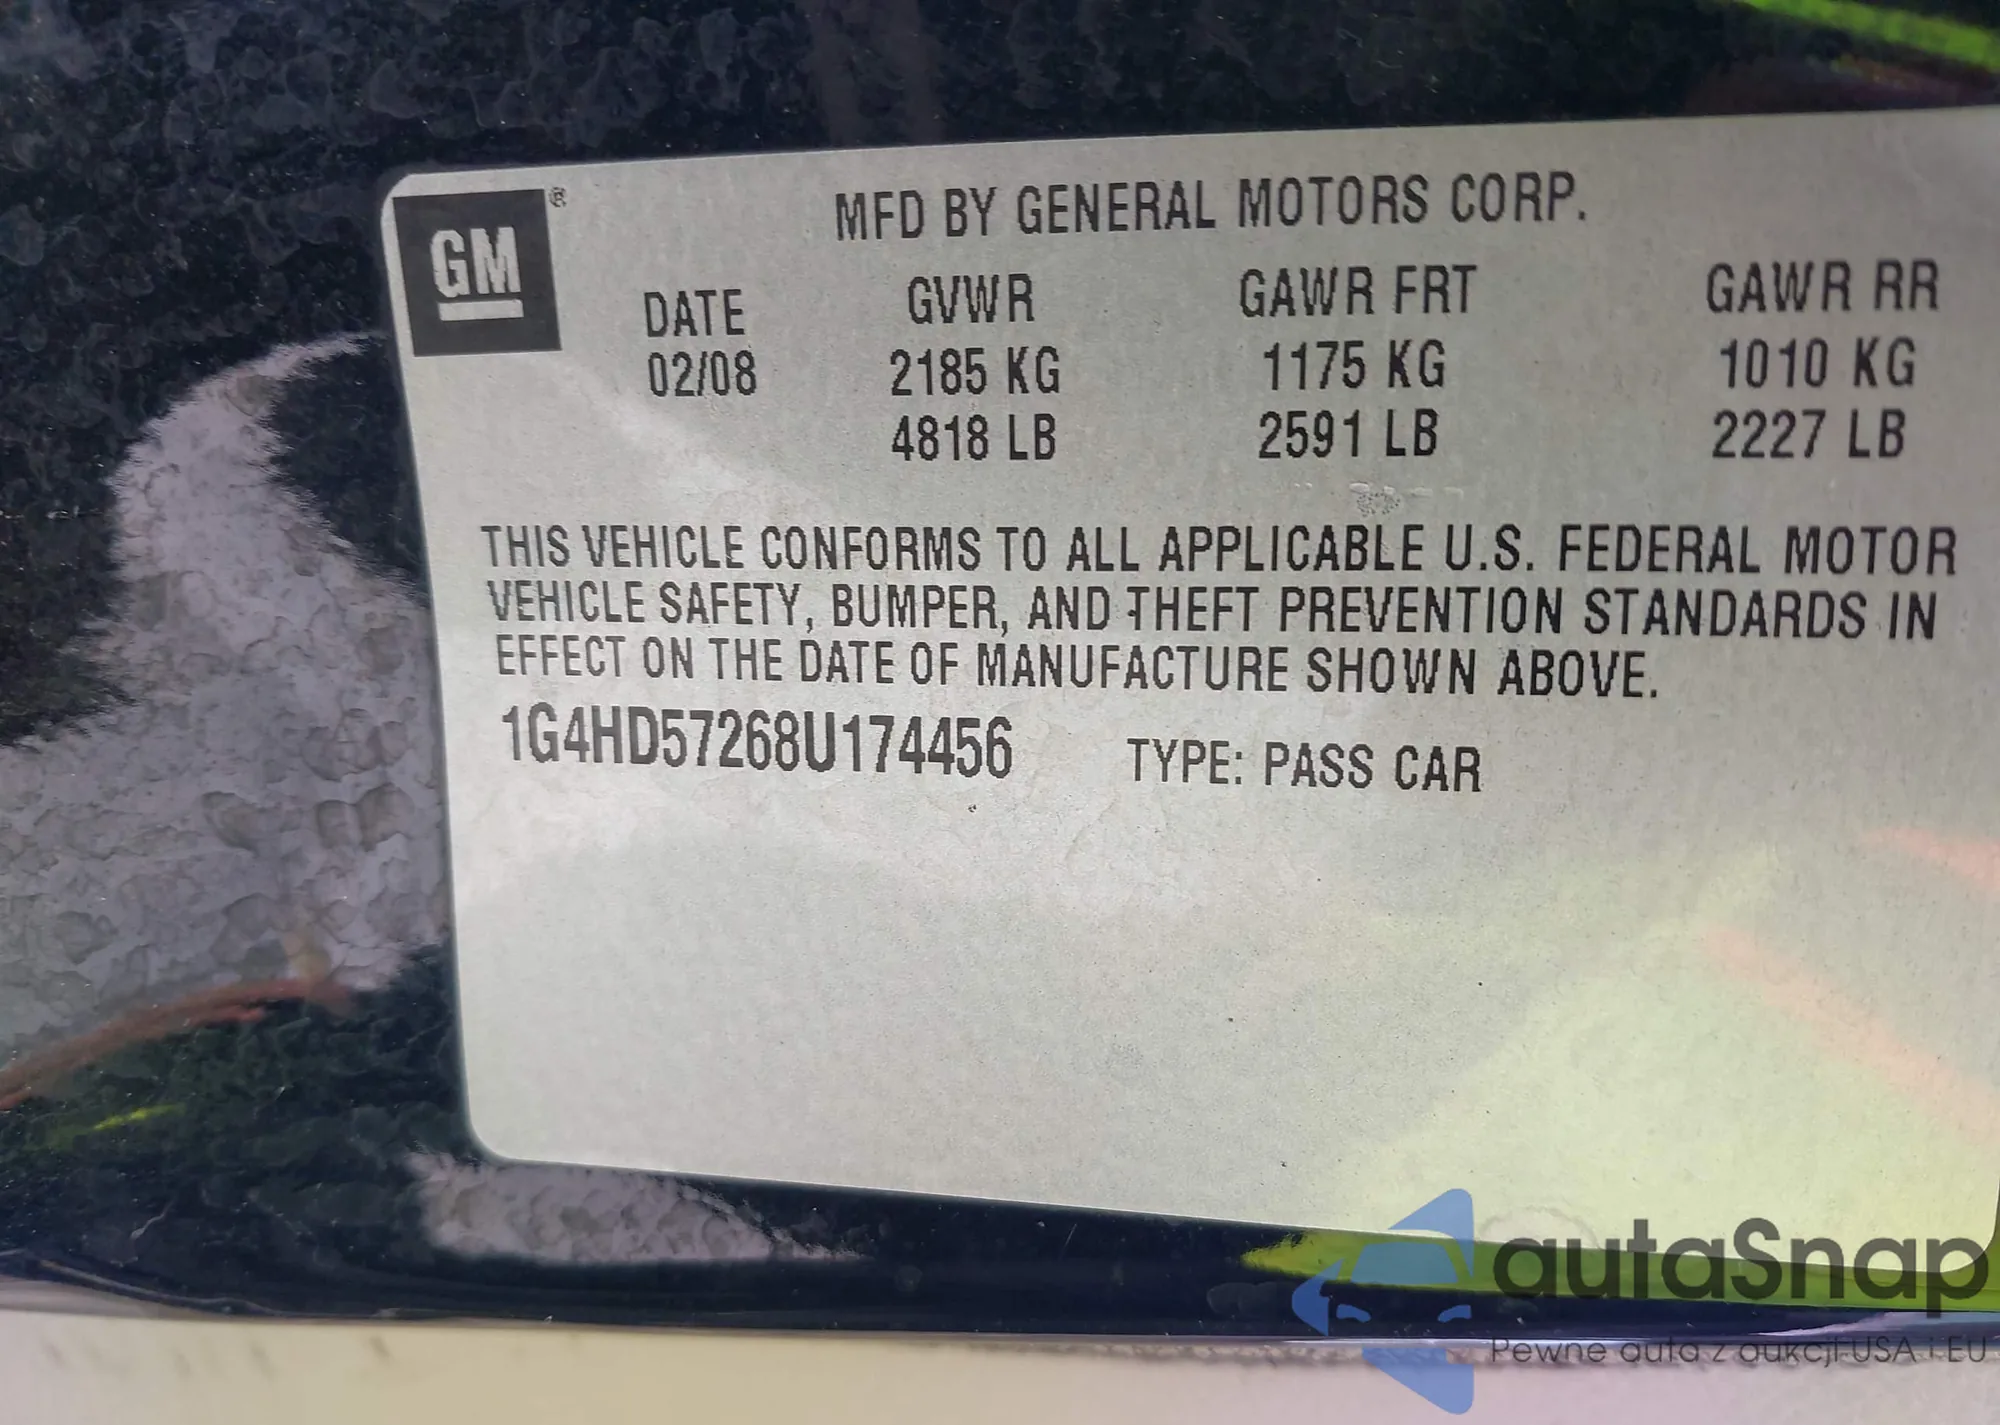 GM ®
MFD BY GENERAL MOTORS CORP.
DATE GVWR GAWR FRT GAWR RR
02/08 2185 KG 1175 KG 1010 KG
4818 LB 2591 LB 2227 LB
THIS VEHICLE CONFORMS TO ALL APPLICABLE U.S. FEDERAL MOTOR
VEHICLE SAFETY, BUMPER, AND THEFT PREVENTION STANDARDS IN
EFFECT ON THE DATE OF MANUFACTURE SHOWN ABOVE.
1G4HD57268U174456 TYPE: PASS CAR
autaSnap
Pewne auta z aukcji USA i EU